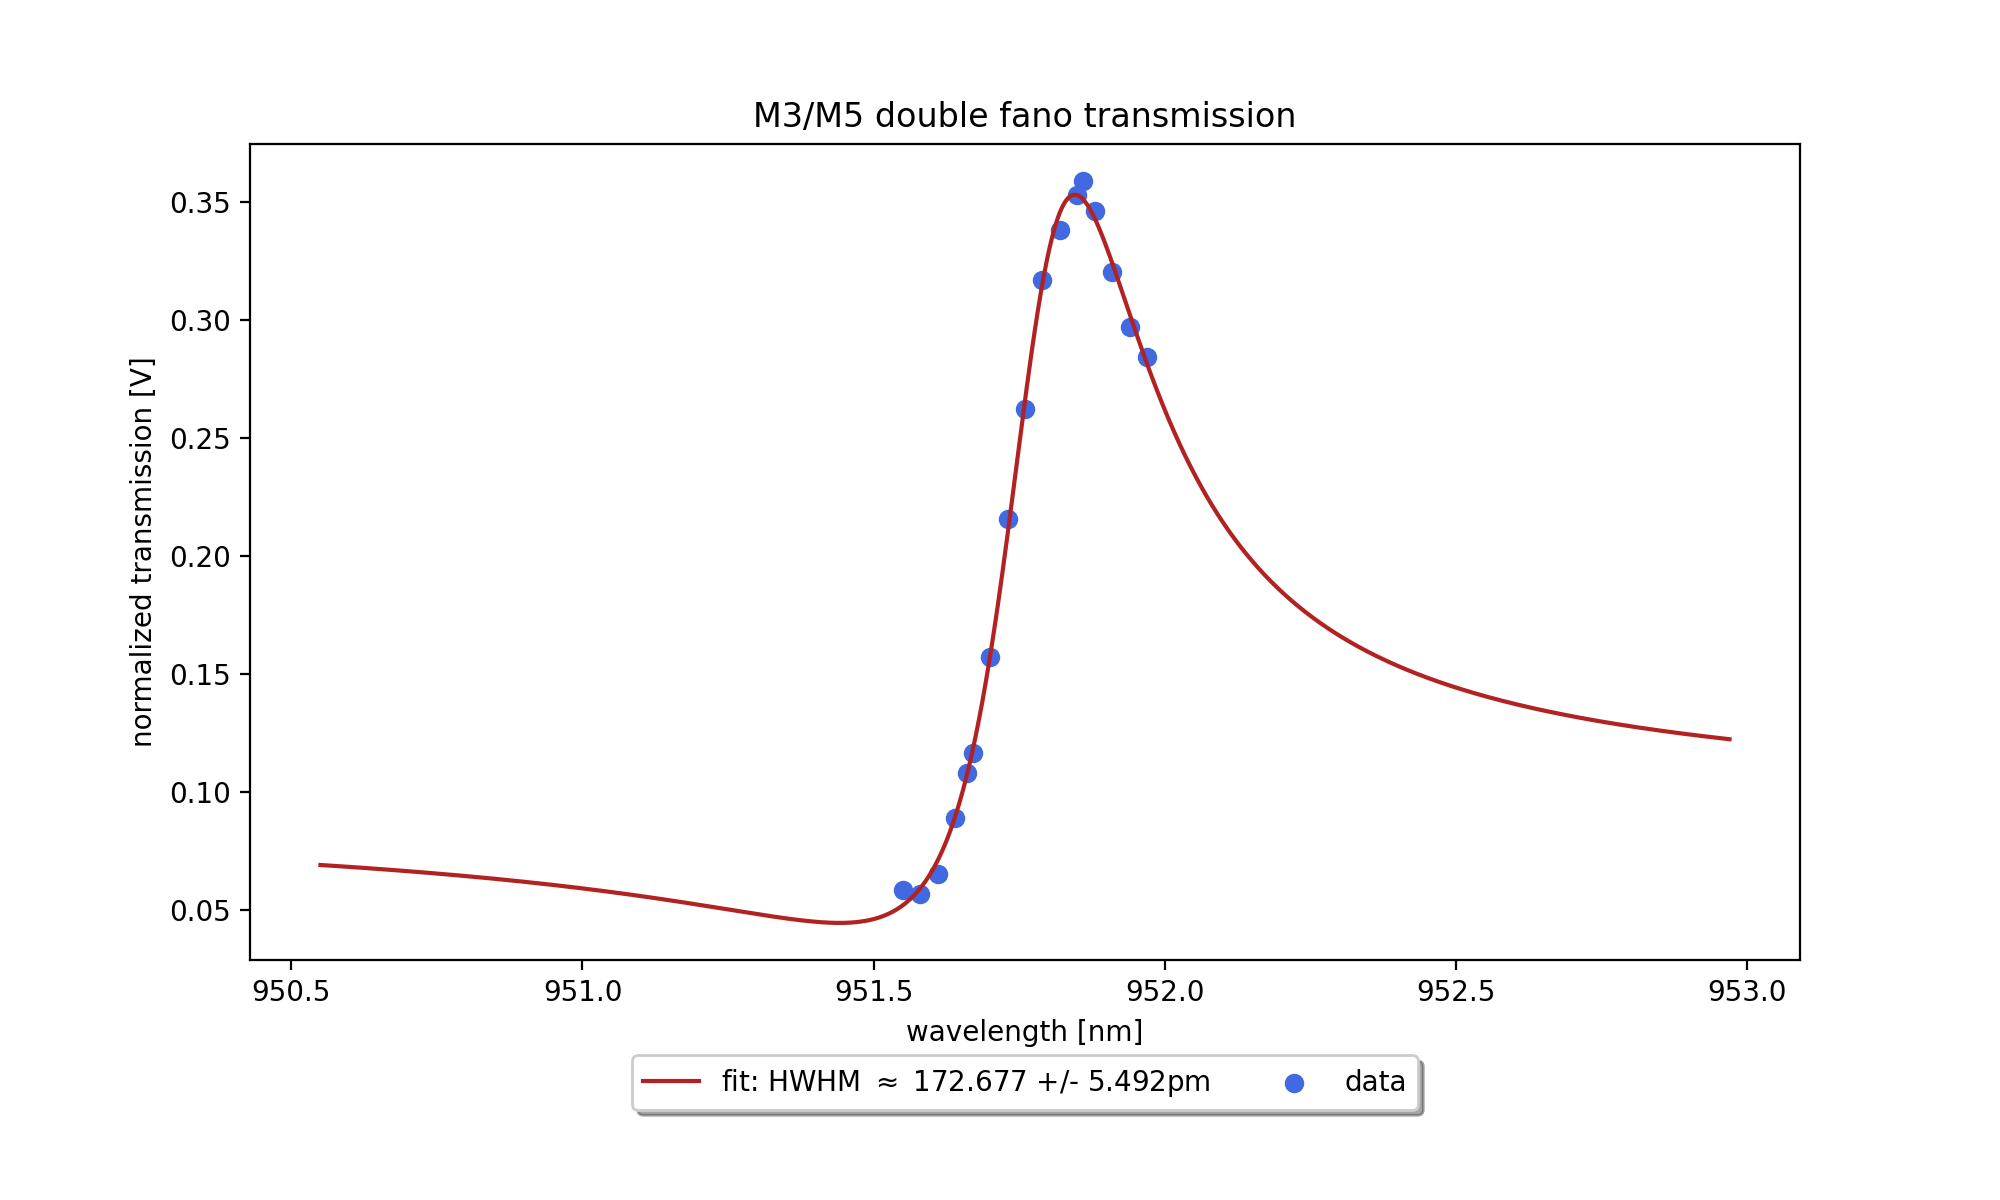 M3/M5 double fano transmission
normalized transmission [V]
0.35
0.30
0.25
0.20
0.15
0.10
0.05
950.5 951.0 951.5 952.0 952.5 953.0
wavelength [nm]
fit: HWHM ≈ 172.677 +/- 5.492pm data